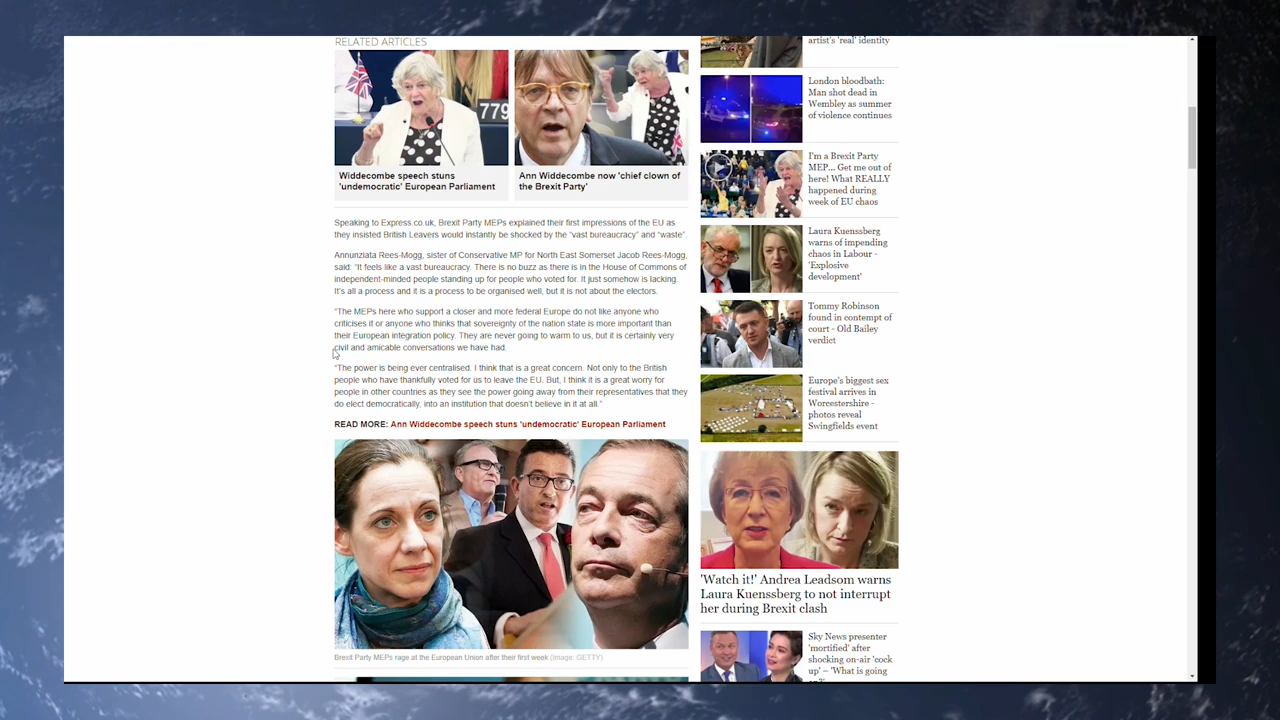 RELATED ARTICLES
779
Widdecombe speech stuns
'undemocratic' European Parliament
Ann Widdecombe now 'chief clown of
the Brexit Party'
Speaking to Express.co.uk, Brexit Party MEPs explained their first impressions of the EU as
they insisted British Leavers would instantly be shocked by the "vast bureaucracy" and "waste".
Annunziata Rees-Mogg, sister of Conservative MP for North East Somerset Jacob Rees-Mogg,
said: "It feels like a vast bureaucracy. There is no buzz as there is in the House of Commons of
independent-minded people standing up for people who voted for. It just somehow is lacking.
It's all a process and it is a process to be organised well, but it is not about the electors.
"The MEPs here who support a closer and more federal Europe do not like anyone who
criticises it or anyone who thinks that sovereignty of the nation state is more important than
their European integration policy. They are never going to warm to us, but it is certainly very
civil and amicable conversations we have had.
"The power is being ever centralised. I think that is a great concern. Not only to the British
people who have thankfully voted for us to leave the EU. But, I think it is a great worry for
people in other countries as they see the power going away from their representatives that they
do elect democratically, into an institution that doesn't believe in it at all."
READ MORE: Ann Widdecombe speech stuns 'undemocratic' European Parliament
Brexit Party MEPs rage at the European Union after their first week (Image: GETTY)
artist's 'real' identity
London bloodbath:
Man shot dead in
Wembley as summer
of violence continues
I'm a Brexit Party
MEP... Get me out of
here! What REALLY
happened during
week of EU chaos
Laura Kuenssberg
warns of impending
chaos in Labour -
'Explosive
development'
Tommy Robinson
found in contempt of
court - Old Bailey
verdict
Europe's biggest sex
festival arrives in
Worcestershire -
photos reveal
Swingfields event
'Watch it!' Andrea Leadsom warns
Laura Kuenssberg to not interrupt
her during Brexit clash
Sky News presenter
'mortified' after
shocking on-air 'cock
up' – 'What is going